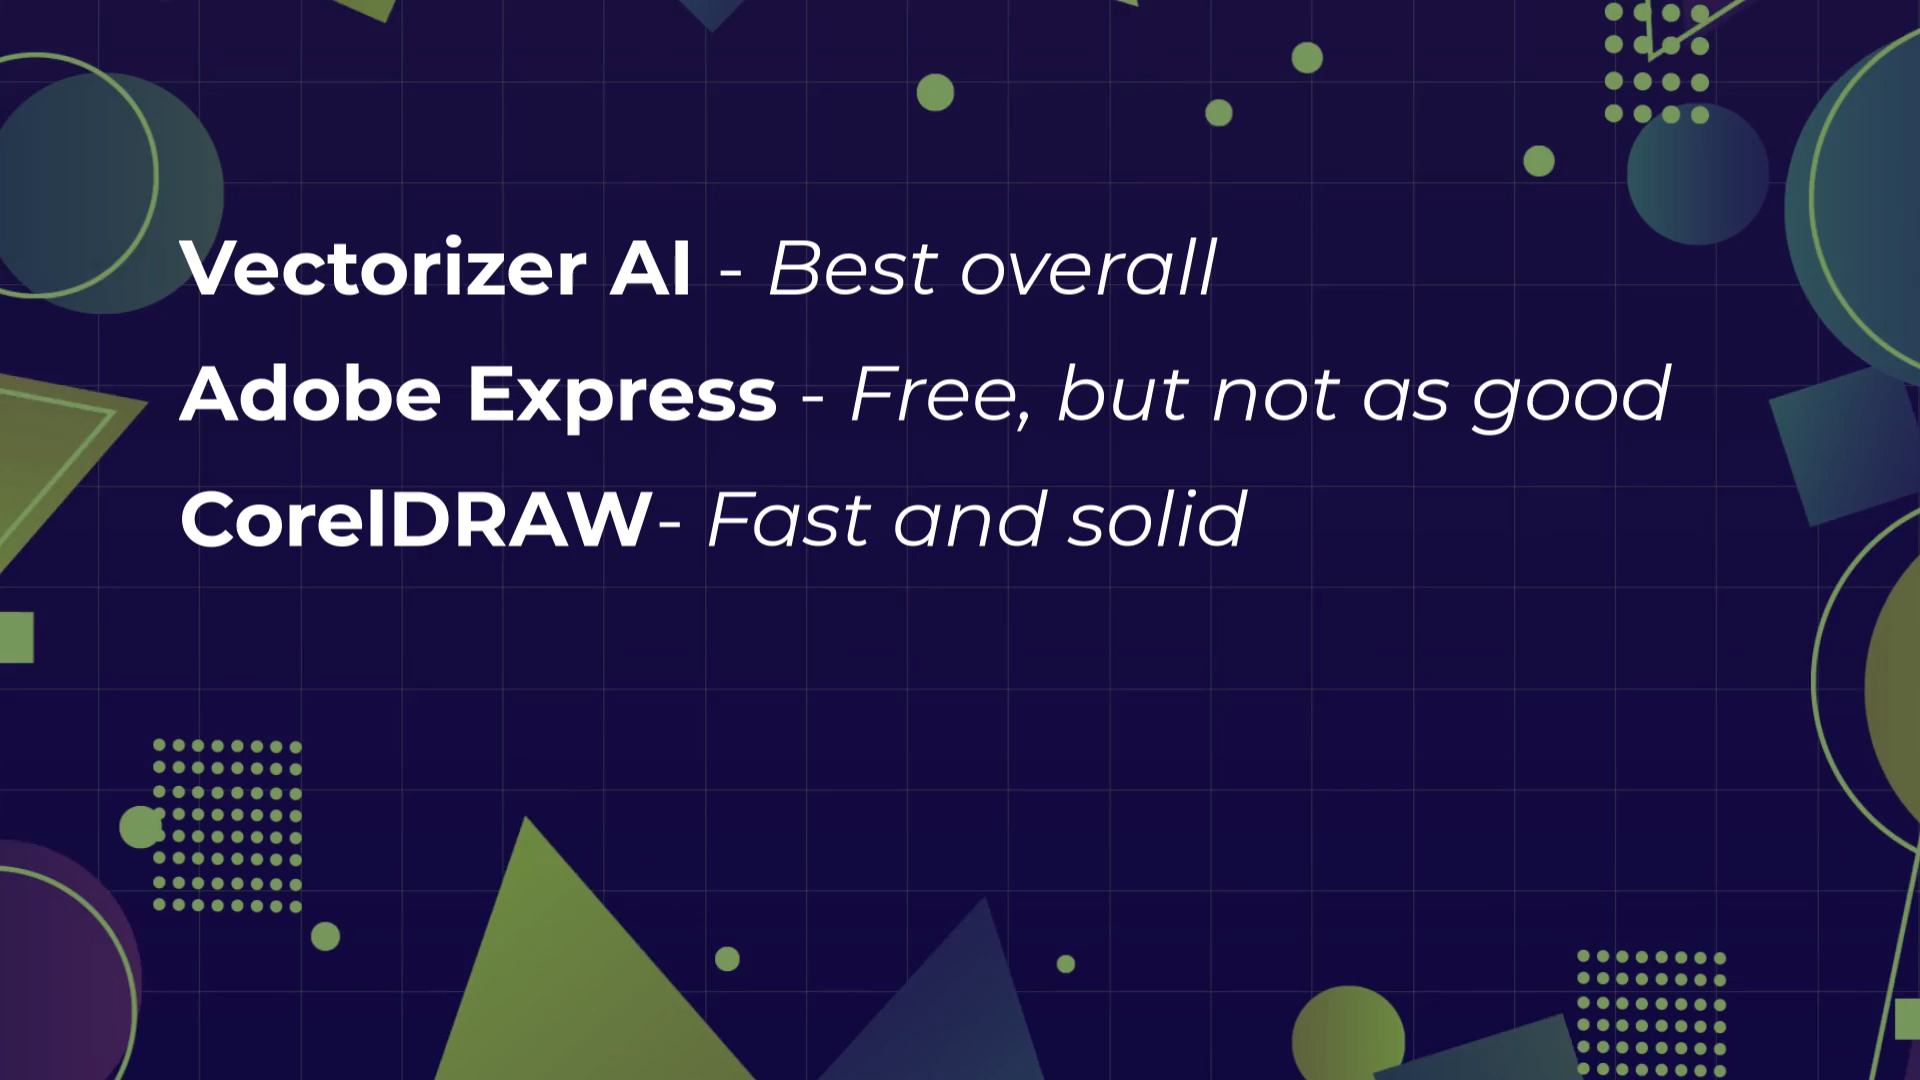 Vectorizer AI - Best overall
Adobe Express - Free, but not as good
CorelDRAW- Fast and solid